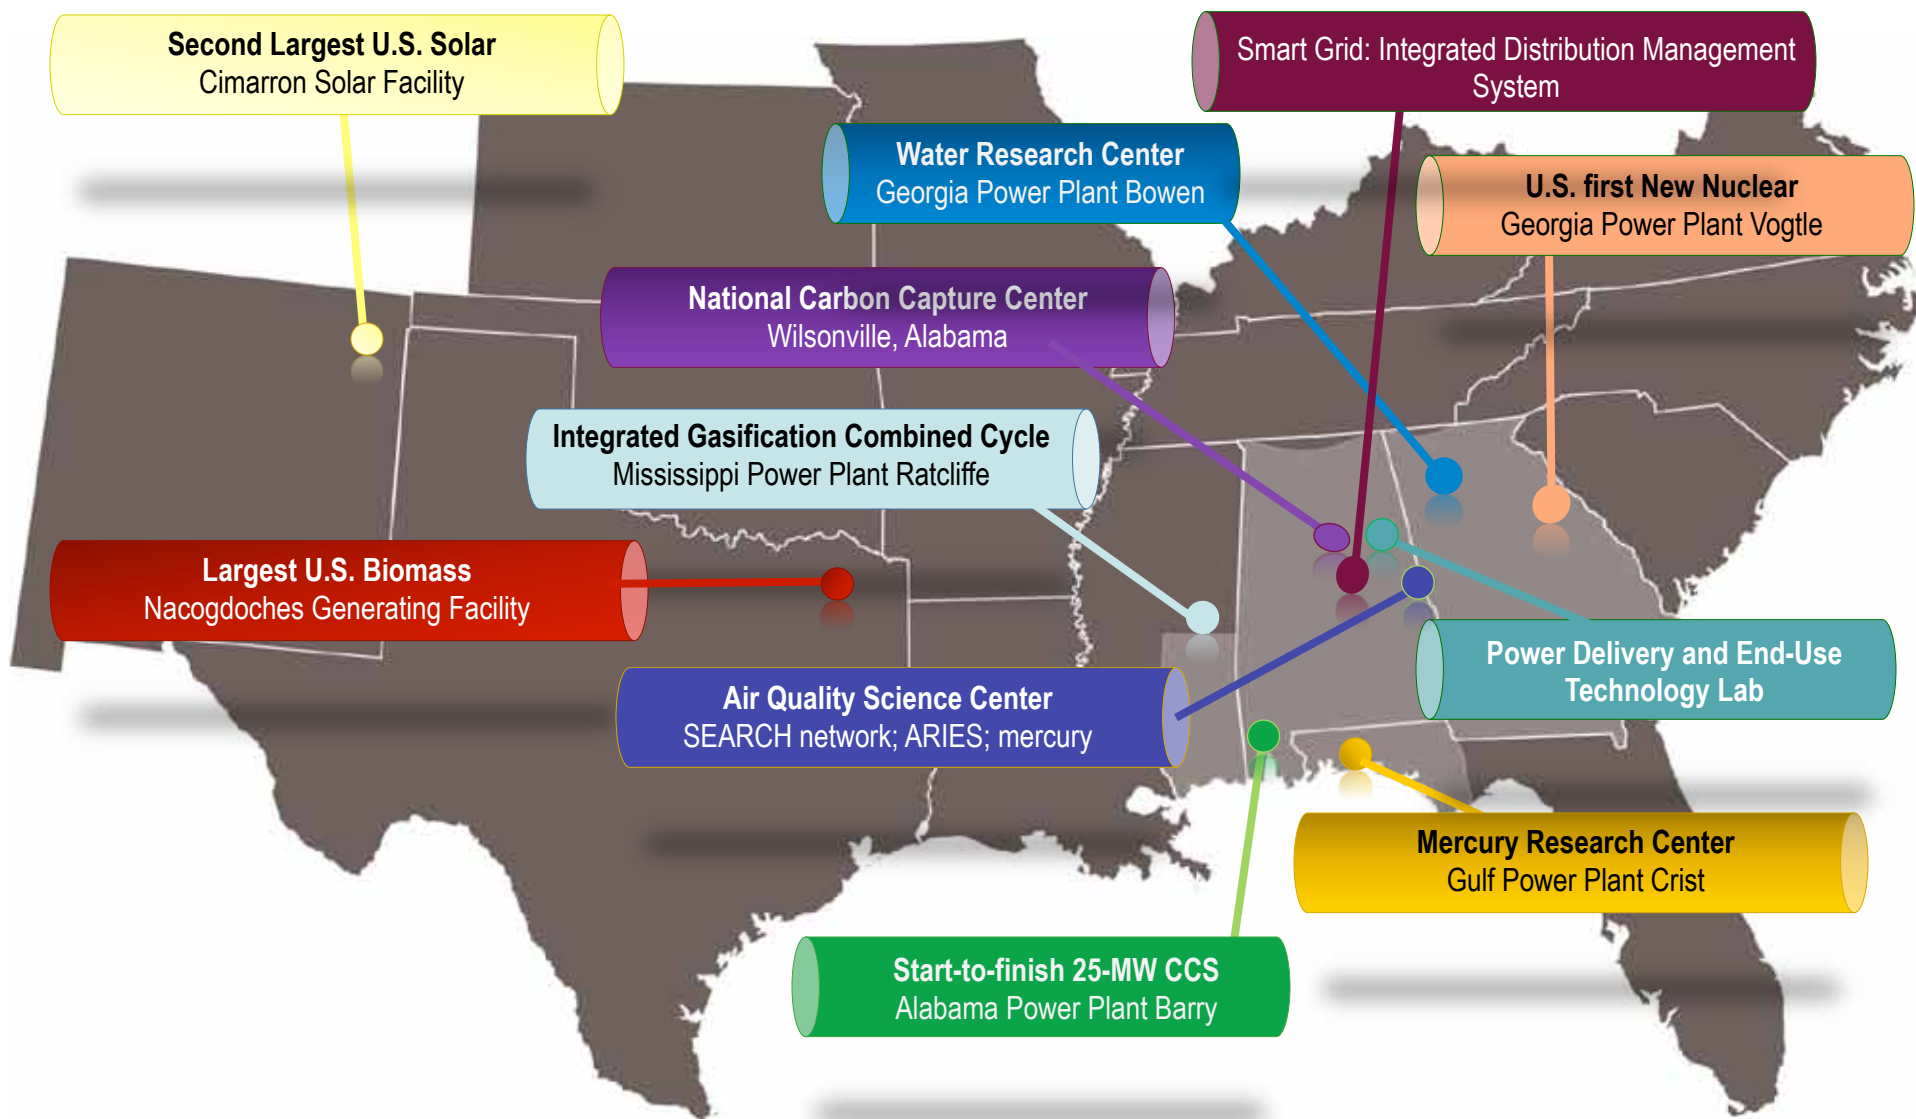 Second Largest U.S. Solar
Cimarron Solar Facility
Smart Grid: Integrated Distribution Management
System
Water Research Center
Georgia Power Plant Bowen
U.S. first New Nuclear
Georgia Power Plant Vogtle
National Carbon Capture Center
Wilsonville, Alabama
Integrated Gasification Combined Cycle
Mississippi Power Plant Ratcliffe
Largest U.S. Biomass
Nacogdoches Generating Facility
Power Delivery and End-Use
Technology Lab
Air Quality Science Center
SEARCH network; ARIES; mercury
Mercury Research Center
Gulf Power Plant Crist
Start-to-finish 25-MW CCS
Alabama Power Plant Barry